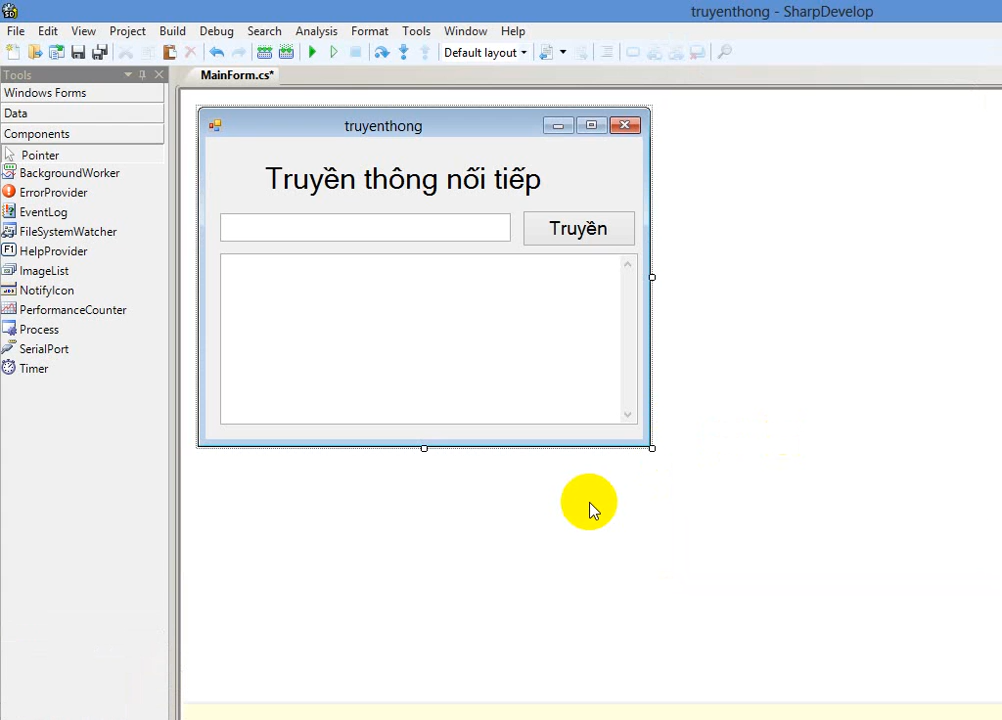 truyenthong - SharpDevelop
File Edit View Project Build Debug Search Analysis Format Tools Window Help
Default layout
Tools
MainForm.cs*
Windows Forms
Data
Components
Pointer
BackgroundWorker
ErrorProvider
EventLog
FileSystemWatcher
HelpProvider
ImageList
NotifyIcon
PerformanceCounter
Process
SerialPort
Timer
truyenthong
Truyền thông nối tiếp
Truyền